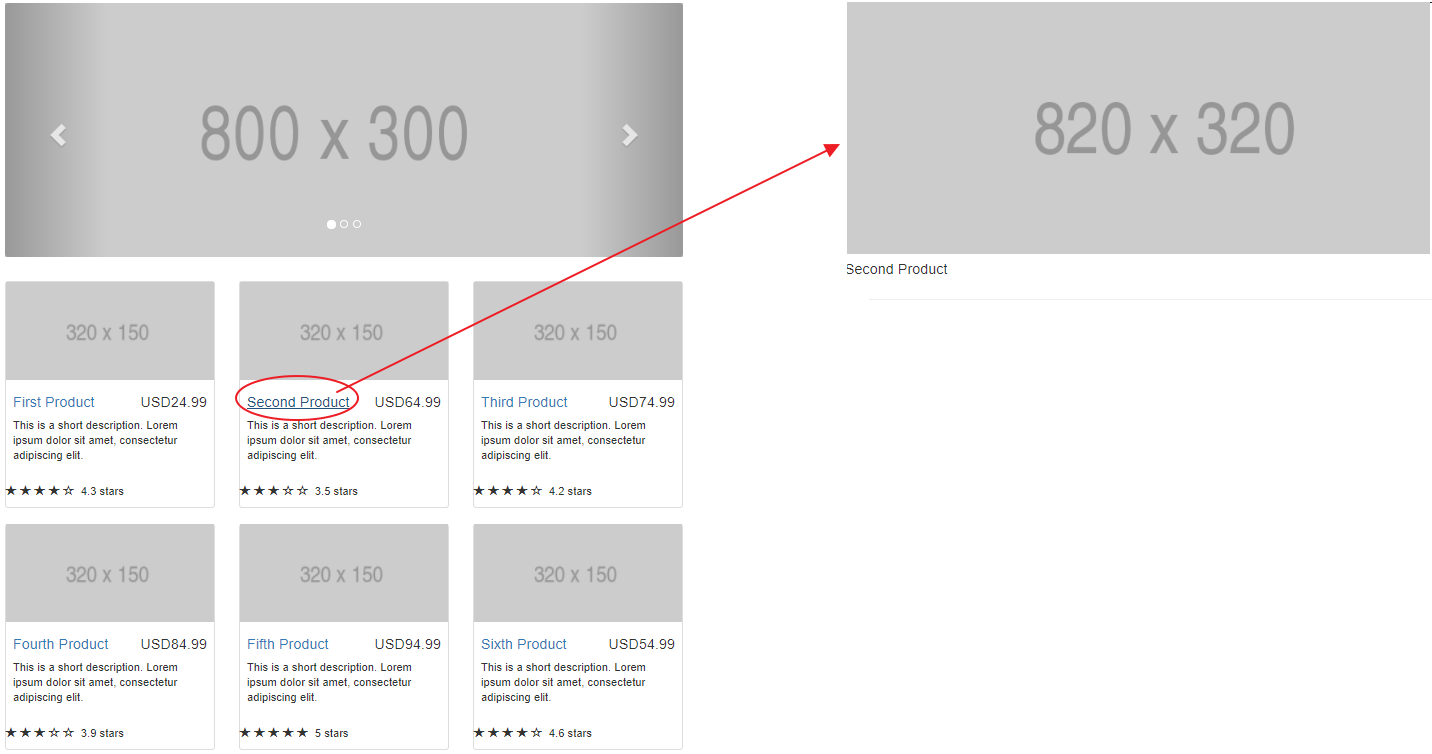 800 x 300
820 x 320
Second Product
320 x 150
320 x 150
320 x 150
First Product USD24.99
This is a short description. Lorem
ipsum dolor sit amet, consectetur
adipiscing elit.
★★★★☆ 4.3 stars
Second Product USD64.99
This is a short description. Lorem
ipsum dolor sit amet, consectetur
adipiscing elit.
★★★☆☆ 3.5 stars
Third Product USD74.99
This is a short description. Lorem
ipsum dolor sit amet, consectetur
adipiscing elit.
★★★★☆ 4.2 stars
320 x 150
320 x 150
320 x 150
Fourth Product USD84.99
This is a short description. Lorem
ipsum dolor sit amet, consectetur
adipiscing elit.
★★★☆☆ 3.9 stars
Fifth Product USD94.99
This is a short description. Lorem
ipsum dolor sit amet, consectetur
adipiscing elit.
★★★★★ 5 stars
Sixth Product USD54.99
This is a short description. Lorem
ipsum dolor sit amet, consectetur
adipiscing elit.
★★★★☆ 4.6 stars